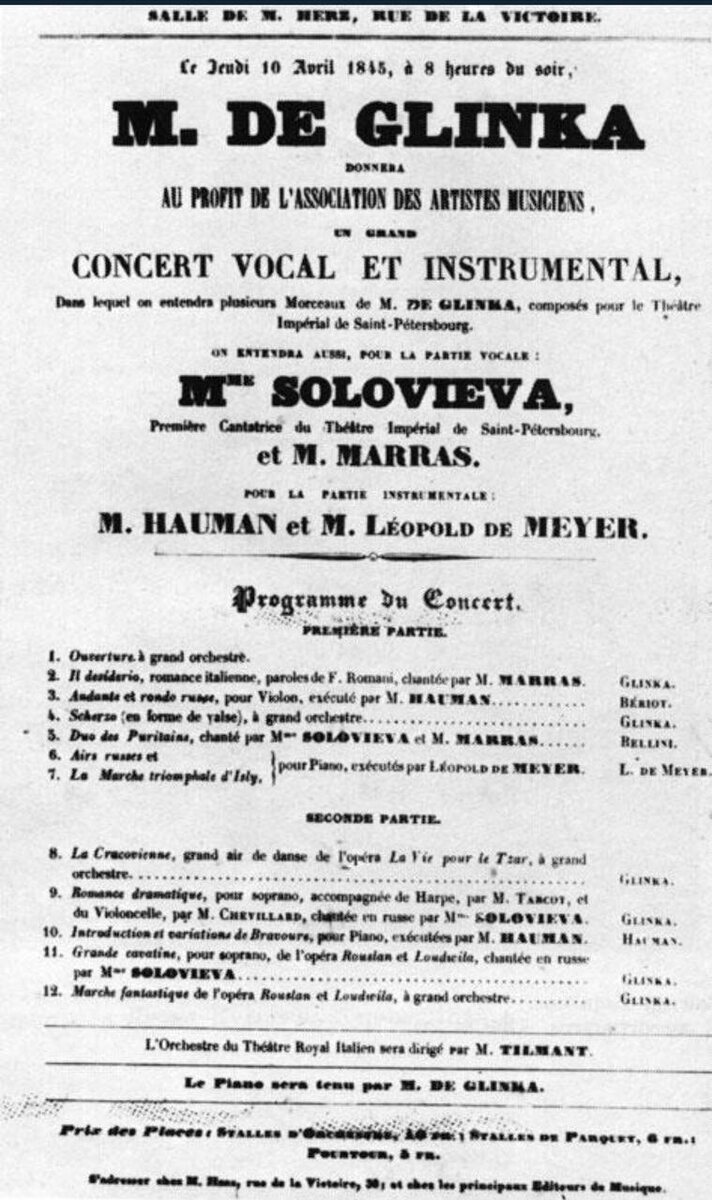 SALLE DE M. HERZ, RUE DE LA VICTOIRE.
Le Jeudi 10 Avril 1845, à 8 heures du soir,
M. DE GLINKA
DONNERA
AU PROFIT DE L'ASSOCIATION DES ARTISTES MUSICIENS,
UN GRAND
CONCERT VOCAL ET INSTRUMENTAL,
Dans lequel on entendra plusieurs Morceaux de M. DE GLINKA, composés pour le Théâtre
Impérial de Saint-Pétersbourg.
ON ENTENDRA AUSSI, POUR LA PARTIE VOCALE :
MME SOLOVIEVA,
Première Cantatrice du Théâtre Impérial de Saint-Pétersbourg.
et M. MARRAS.
POUR LA PARTIE INSTRUMENTALE :
M. HAUMAN et M. LÉOPOLD DE MEYER.
Programme du Concert.
PREMIÈRE PARTIE.
1. Ouverture à grand orchestre.
2. Il desiderio, romance italienne, paroles de F. Romani, chantée par M. MARRAS. GLINKA.
3. Andante et rondo russe, pour Violon, exécuté par M. HAUMAN........... BÉRIOT.
4. Scherzo (en forme de valse), à grand orchestre........................ GLINKA.
5. Duo des Puritains, chanté par Mme SOLOVIEVA et M. MARRAS...... BELLINI.
6. Airs russes et
7. La Marche triomphale d'Isly, } pour Piano, exécutés par LÉOPOLD DE MEYER. L. DE MEYER.
SECONDE PARTIE.
8. La Cracovienne, grand air de danse de l'opéra La Vie pour le Tzar, à grand
orchestre........................................................ GLINKA.
9. Romance dramatique, pour soprano, accompagnée de Harpe, par M. TARCOT, et
du Violoncelle, par M. CHEVILLARD, chantée en russe par Mme SOLOVIEVA. GLINKA.
10. Introduction et variations de Bravoure, pour Piano, exécutées par M. HAUMAN. HAUMAN.
11. Grande cavatine, pour soprano, de l'opéra Rouslan et Loudwila, chantée en russe
par Mme SOLOVIEVA............................................ GLINKA.
12. Marche fantastique de l'opéra Rouslan et Loudwila, à grand orchestre.......... GLINKA.
L'Orchestre du Théâtre Royal Italien sera dirigé par M. TILMANT.
Le Piano sera tenu par M. DE GLINKA.
Prix des Places : STALLES D'ORCHESTRE, 10 FR. ; STALLES DE PARQUET, 6 FR. ;
POURTOUR, 5 FR.
S'adresser chez M. rue de la Victoire, ; et chez les principaux Editeurs de Musique.